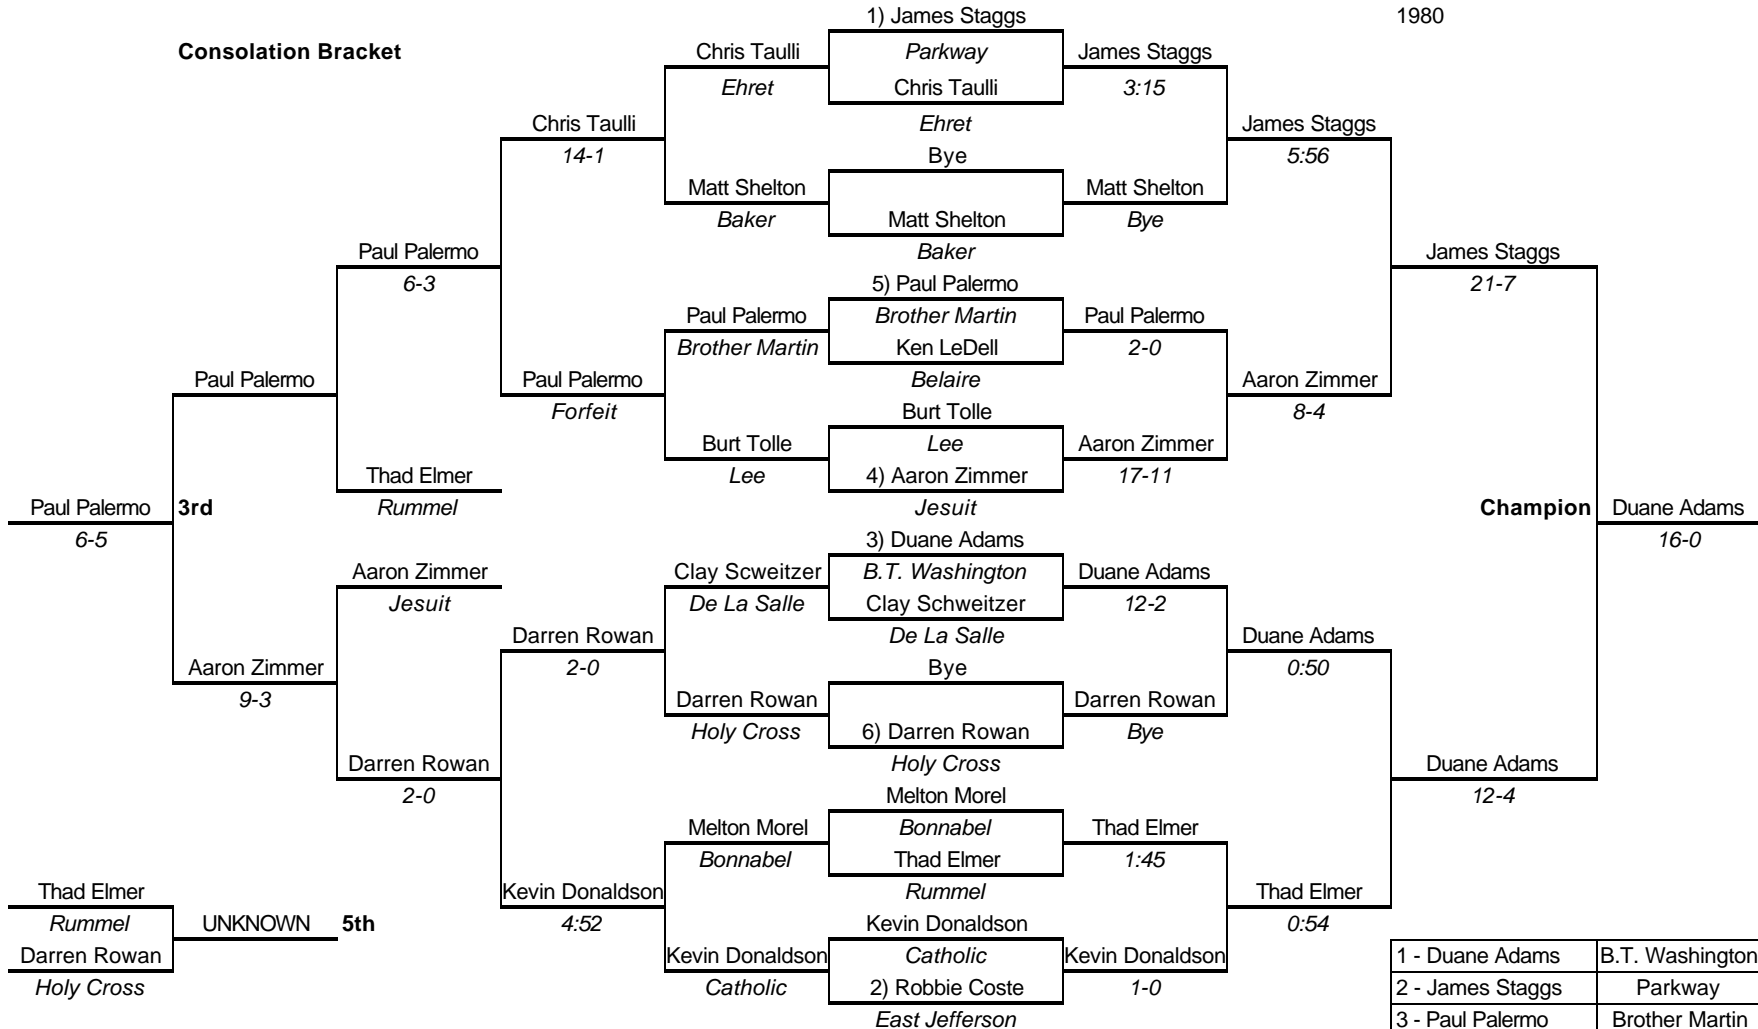 1) James Staggs
1980
Consolation Bracket
Chris Taulli
Parkway
James Staggs
Ehret
Chris Taulli
3:15
Chris Taulli
Ehret
James Staggs
14-1
Bye
5:56
Matt Shelton
Matt Shelton
Baker
Matt Shelton
Bye
Paul Palermo
Baker
James Staggs
6-3
5) Paul Palermo
21-7
Paul Palermo
Brother Martin
Paul Palermo
Brother Martin
Ken LeDell
2-0
Paul Palermo
Paul Palermo
Belaire
Aaron Zimmer
Forfeit
Burt Tolle
8-4
Burt Tolle
Lee
Aaron Zimmer
Thad Elmer
Lee
4) Aaron Zimmer
17-11
Paul Palermo
3rd
Rummel
Jesuit
Champion
Duane Adams
6-5
3) Duane Adams
16-0
Aaron Zimmer
Clay Scweitzer
B.T. Washington
Duane Adams
Jesuit
De La Salle
Clay Schweitzer
12-2
Darren Rowan
De La Salle
Duane Adams
Aaron Zimmer
2-0
Bye
0:50
9-3
Darren Rowan
Darren Rowan
Holy Cross
6) Darren Rowan
Bye
Darren Rowan
Holy Cross
Duane Adams
2-0
Melton Morel
12-4
Melton Morel
Bonnabel
Thad Elmer
Bonnabel
Thad Elmer
1:45
Thad Elmer
Kevin Donaldson
Rummel
Thad Elmer
Rummel
UNKNOWN
5th
4:52
Kevin Donaldson
0:54
Darren Rowan
Kevin Donaldson
Catholic
Kevin Donaldson
1 - Duane Adams
B.T. Washington
Holy Cross
Catholic
2) Robbie Coste
1-0
2 - James Staggs
Parkway
East Jefferson
3 - Paul Palermo
Brother Martin